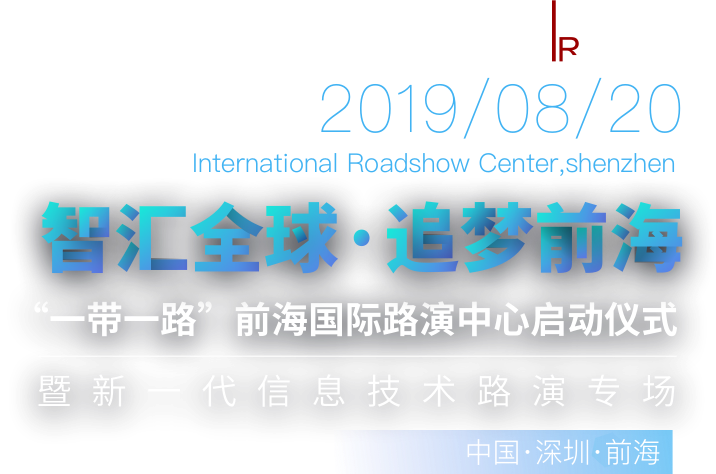 IR
2019/08/20
International Roadshow Center,shenzhen
智汇全球·追梦前海
“一带一路”前海国际路演中心启动仪式
暨新一代信息技术路演专场
中国·深圳·前海